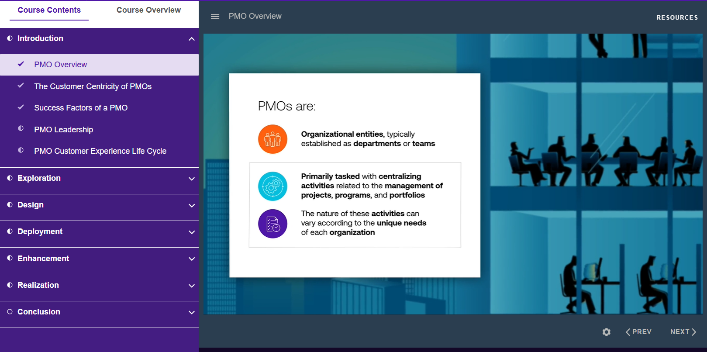 Course Contents
Course Overview
Introduction
PMO Overview
The Customer Centricity of PMOs
Success Factors of a PMO
PMO Leadership
PMO Customer Experience Life Cycle
Exploration
Design
Deployment
Enhancement
Realization
Conclusion
PMO Overview
RESOURCES
PMOs are:
Organizational entities, typically
established as departments or teams
Primarily tasked with centralizing
activities related to the management of
projects, programs, and portfolios
The nature of these activities can
vary according to the unique needs
of each organization
PREV
NEXT